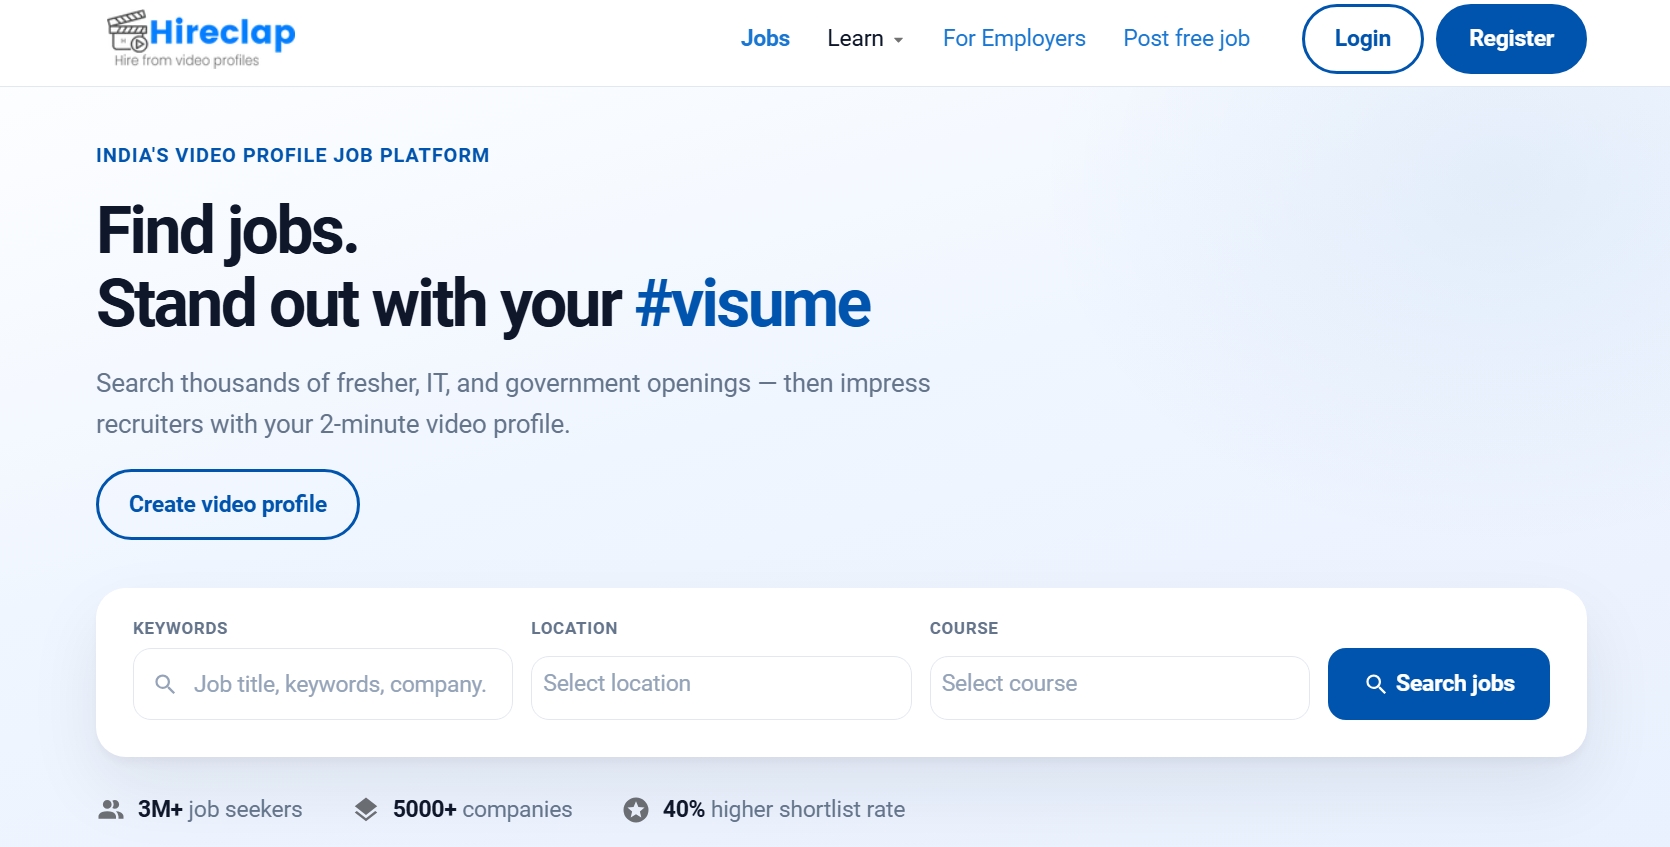 Hireclap
Hire from video profiles
Jobs
Learn
For Employers
Post free job
Login
Register
INDIA'S VIDEO PROFILE JOB PLATFORM
Find jobs.
Stand out with your #visume
Search thousands of fresher, IT, and government openings — then impress
recruiters with your 2-minute video profile.
Create video profile
KEYWORDS
LOCATION
COURSE
Job title, keywords, company.
Select location
Select course
Search jobs
3M+ job seekers
5000+ companies
40% higher shortlist rate